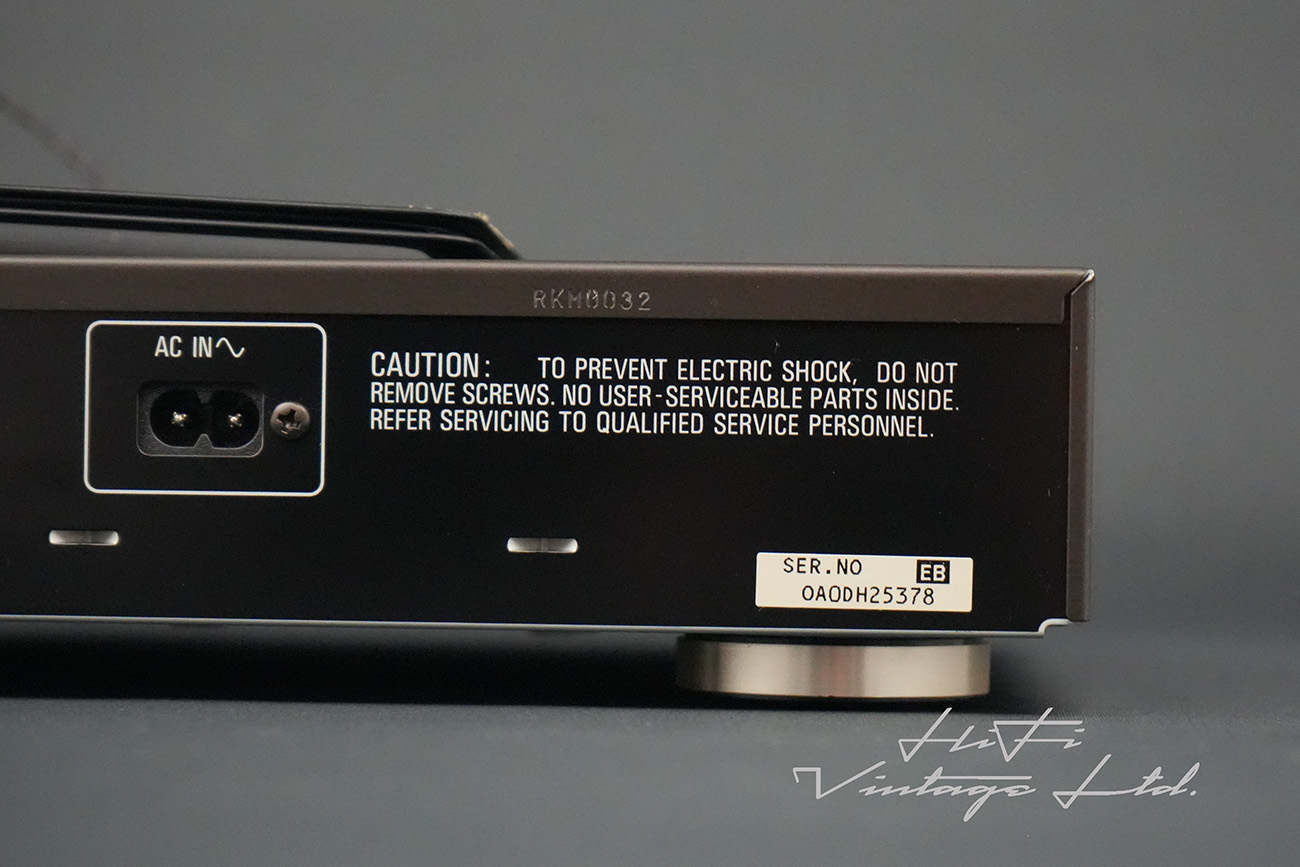 RKM0032
AC IN∿
CAUTION: TO PREVENT ELECTRIC SHOCK, DO NOT
REMOVE SCREWS. NO USER-SERVICEABLE PARTS INSIDE.
REFER SERVICING TO QUALIFIED SERVICE PERSONNEL.
SER.NO EB
OAODH25378
HiFi
Vintage Ltd.